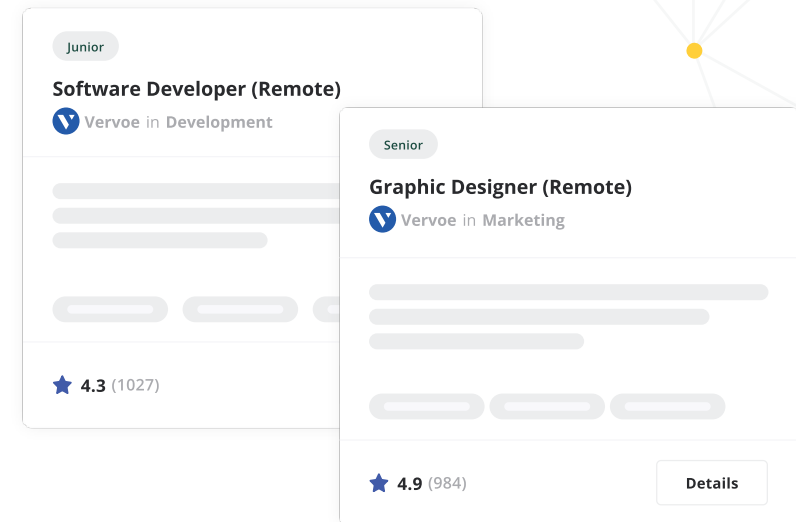 Junior
Software Developer (Remote)
Vervoe in Development
4.3 (1027)
Senior
Graphic Designer (Remote)
Vervoe in Marketing
4.9 (984)
Details